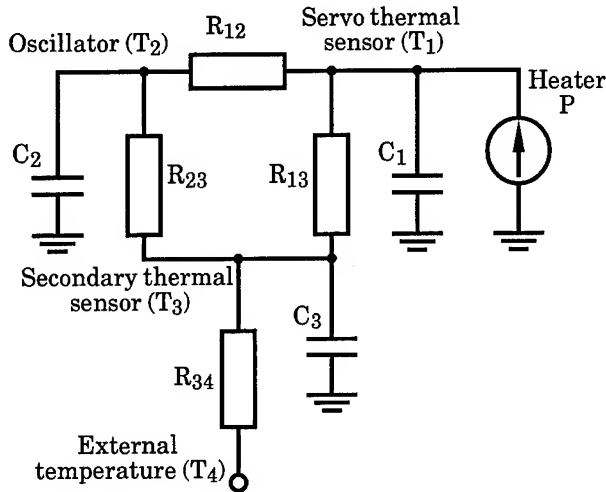 Servo thermal
sensor (T1)
Oscillator (T2)
R12
Heater
P
C2
R23
R13
C1
Secondary thermal
sensor (T3)
C3
R34
External
temperature (T4)